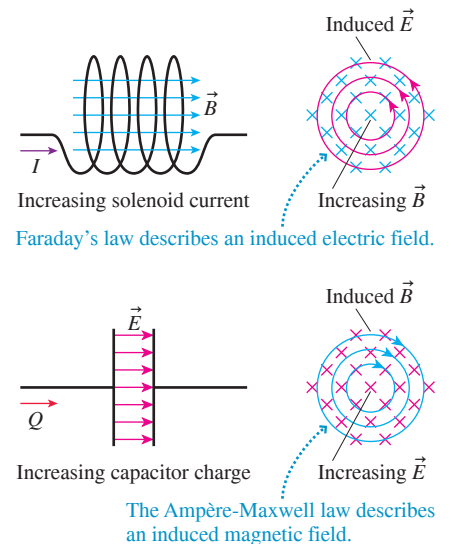 Induced E⃗
B⃗
I
Increasing solenoid current
Increasing B⃗
Faraday's law describes an induced electric field.
Induced B⃗
E⃗
Q
Increasing capacitor charge
Increasing E⃗
The Ampère-Maxwell law describes
an induced magnetic field.